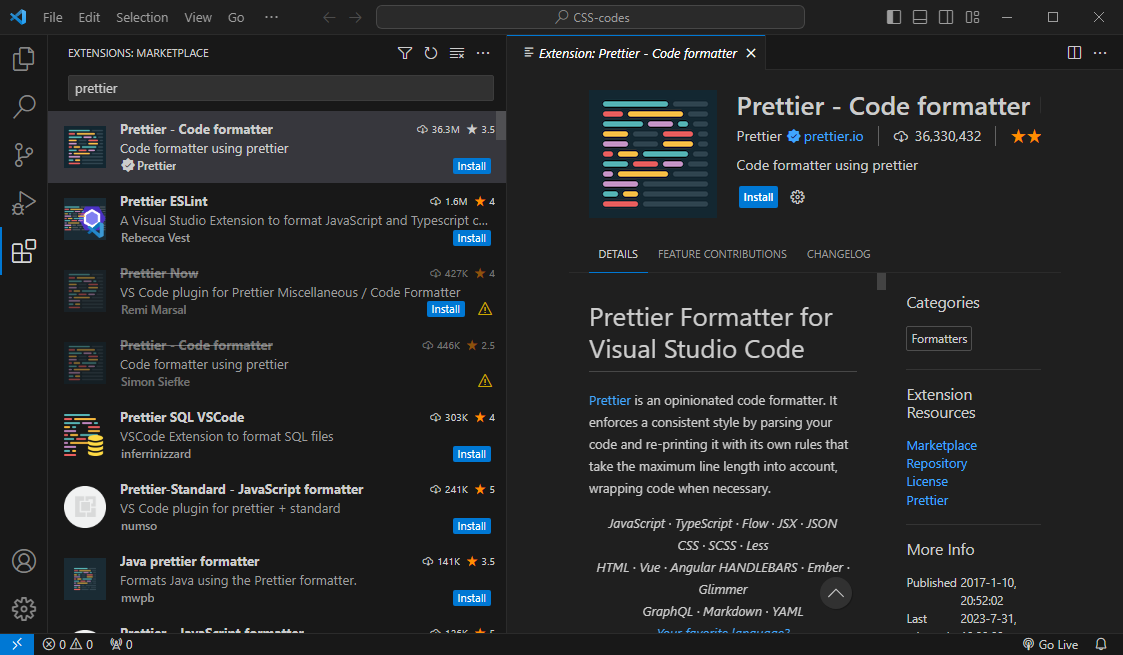 File Edit Selection View Go ··· CSS-codes
EXTENSIONS: MARKETPLACE
prettier
Prettier - Code formatter 36.3M 3.5
Code formatter using prettier
Prettier Install
Prettier ESLint 1.6M 4
A Visual Studio Extension to format JavaScript and Typescript c...
Rebecca Vest Install
Prettier Now 427K 4
VS Code plugin for Prettier Miscellaneous / Code Formatter
Remi Marsal Install
Prettier - Code formatter 446K 2.5
Code formatter using prettier
Simon Siefke
Prettier SQL VSCode 303K 4
VSCode Extension to format SQL files
inferrinizzard Install
Prettier-Standard - JavaScript formatter 241K 5
VS Code plugin for prettier + standard
numso Install
Java prettier formatter 141K 3.5
Formats Java using the Prettier formatter.
mwpb Install
Prettier - JavaScript formatter 5
Extension: Prettier - Code formatter
Prettier - Code formatter
Prettier prettier.io 36,330,432
Code formatter using prettier
Install
DETAILS FEATURE CONTRIBUTIONS CHANGELOG
Prettier Formatter for
Visual Studio Code
Prettier is an opinionated code formatter. It
enforces a consistent style by parsing your
code and re-printing it with its own rules that
take the maximum line length into account,
wrapping code when necessary.
JavaScript · TypeScript · Flow · JSX · JSON
CSS · SCSS · Less
HTML · Vue · Angular HANDLEBARS · Ember ·
Glimmer
GraphQL · Markdown · YAML
Your favorite language?
Categories
Formatters
Extension
Resources
Marketplace
Repository
License
Prettier
More Info
Published 2017-1-10,
20:52:02
Last 2023-7-31,
0 0 0 Go Live